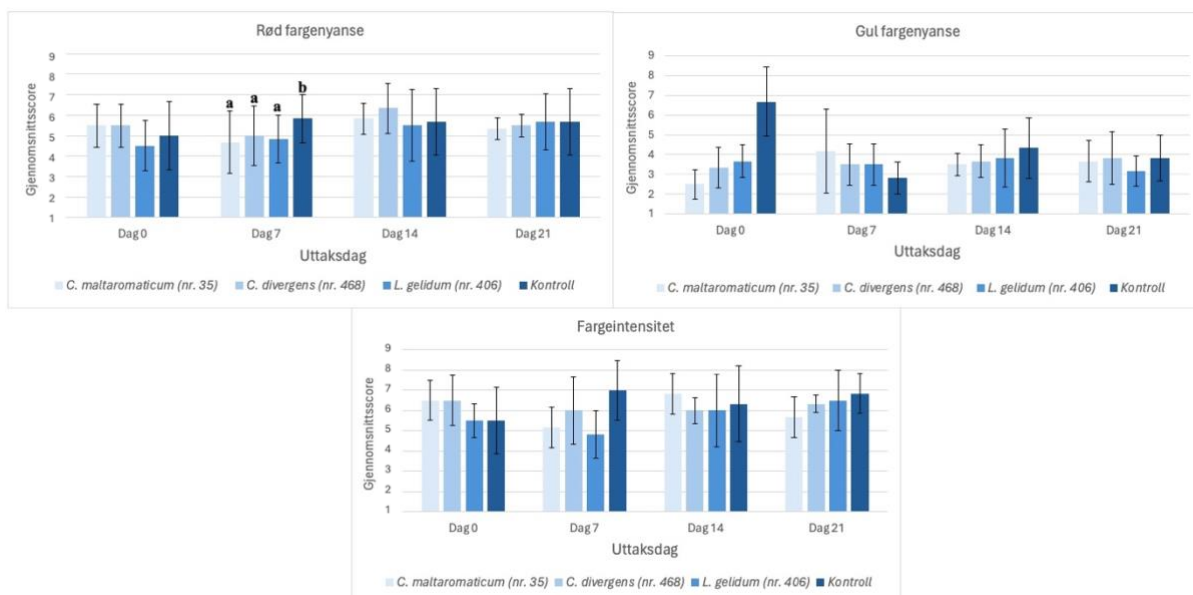 Rød fargenyanse
9
8
7
6
5
4
3
2
1
Gjennomsnittsscore
a a a b
Dag 0 Dag 7 Dag 14 Dag 21
Uttaksdag
C. maltaromaticum (nr. 35) C. divergens (nr. 468) L. gelidum (nr. 406) Kontroll
Gul fargenyanse
9
8
7
6
5
4
3
2
1
Gjennomsnittsscore
Dag 0 Dag 7 Dag 14 Dag 21
Uttaksdag
C. maltaromaticum (nr. 35) C. divergens (nr. 468) L. gelidum (nr. 406) Kontroll
Fargeintensitet
9
8
7
6
5
4
3
2
1
Gjennomsnittsscore
Dag 0 Dag 7 Dag 14 Dag 21
Uttaksdag
C. maltaromaticum (nr. 35) C. divergens (nr. 468) L. gelidum (nr. 406) Kontroll